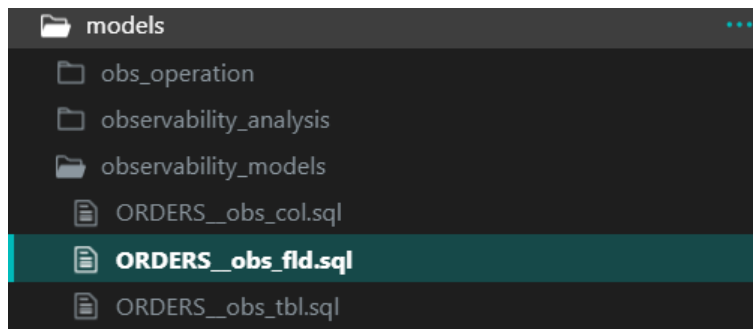 models
obs_operation
observability_analysis
observability_models
ORDERS__obs_col.sql
ORDERS__obs_fld.sql
ORDERS__obs_tbl.sql